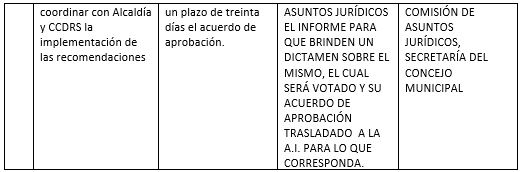 coordinar con Alcaldía
y CCDRS la
implementación de
las recomendaciones
un plazo de treinta
días el acuerdo de
aprobación.
ASUNTOS JURÍDICOS
EL INFORME PARA
QUE BRINDEN UN
DICTAMEN SOBRE EL
MISMO, EL CUAL
SERÁ VOTADO Y SU
ACUERDO DE
APROBACIÓN
TRASLADADO A LA
A.I. PARA LO QUE
CORRESPONDA.
COMISIÓN DE
ASUNTOS
JURÍDICOS,
SECRETARÍA DEL
CONCEJO
MUNICIPAL